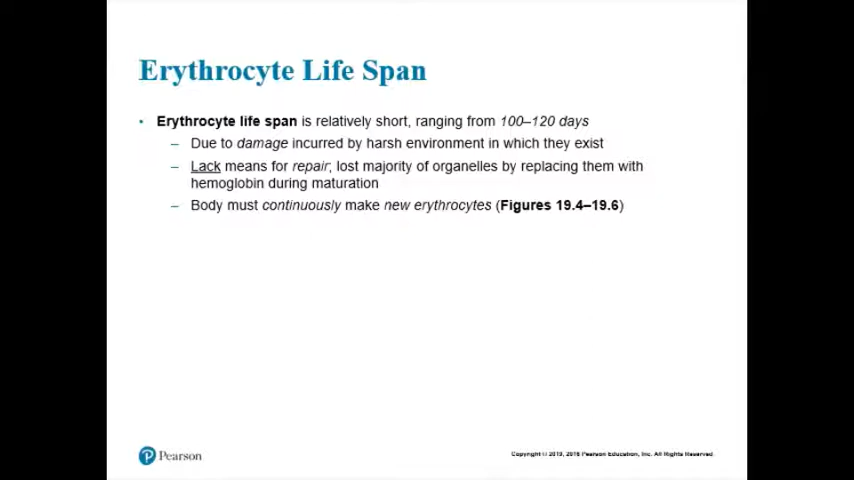 Erythrocyte Life Span
• Erythrocyte life span is relatively short, ranging from 100–120 days
– Due to damage incurred by harsh environment in which they exist
– Lack means for repair; lost majority of organelles by replacing them with
hemoglobin during maturation
– Body must continuously make new erythrocytes (Figures 19.4–19.6)
Pearson
Copyright © 2019, 2016 Pearson Education, Inc. All Rights Reserved